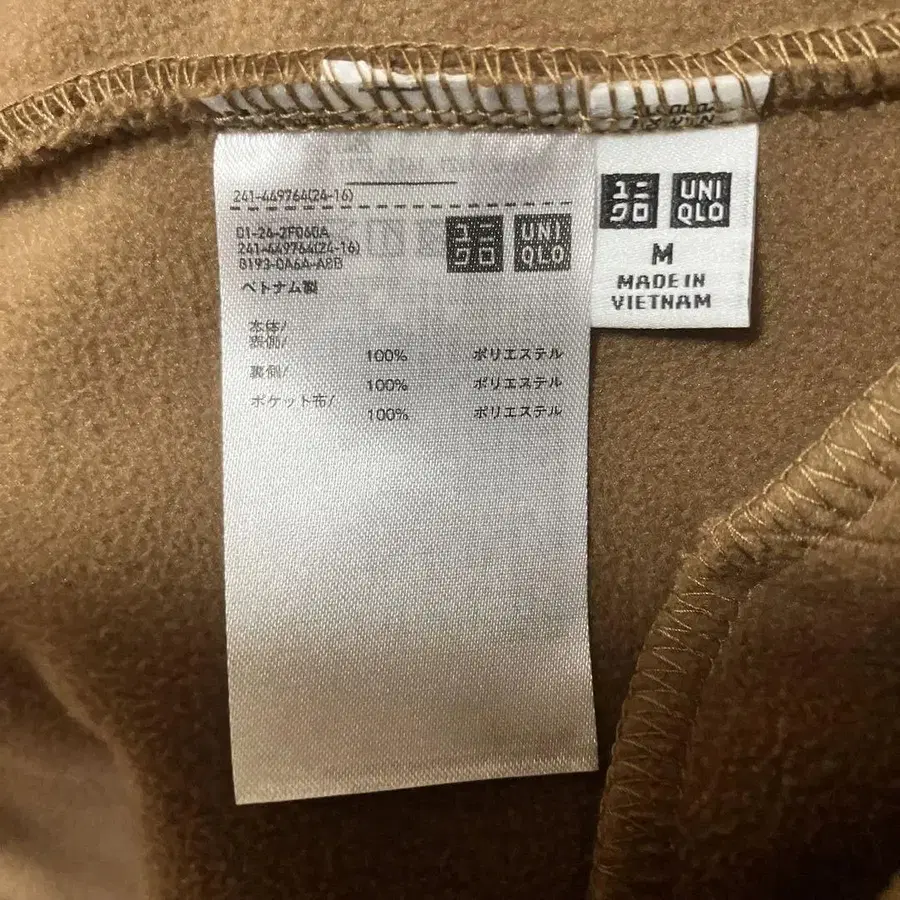 241-449764(24-16)
01-24-2F060A
241-449764(24-16)
8193-0A6A-A8B
ベトナム製
ユニ
クロ
UNI
QLO
本体/
表側/
100% ポリエステル
裏側/
100% ポリエステル
ポケット布/
100% ポリエステル
ユニ
クロ
UNI
QLO
M
MADE IN
VIETNAM